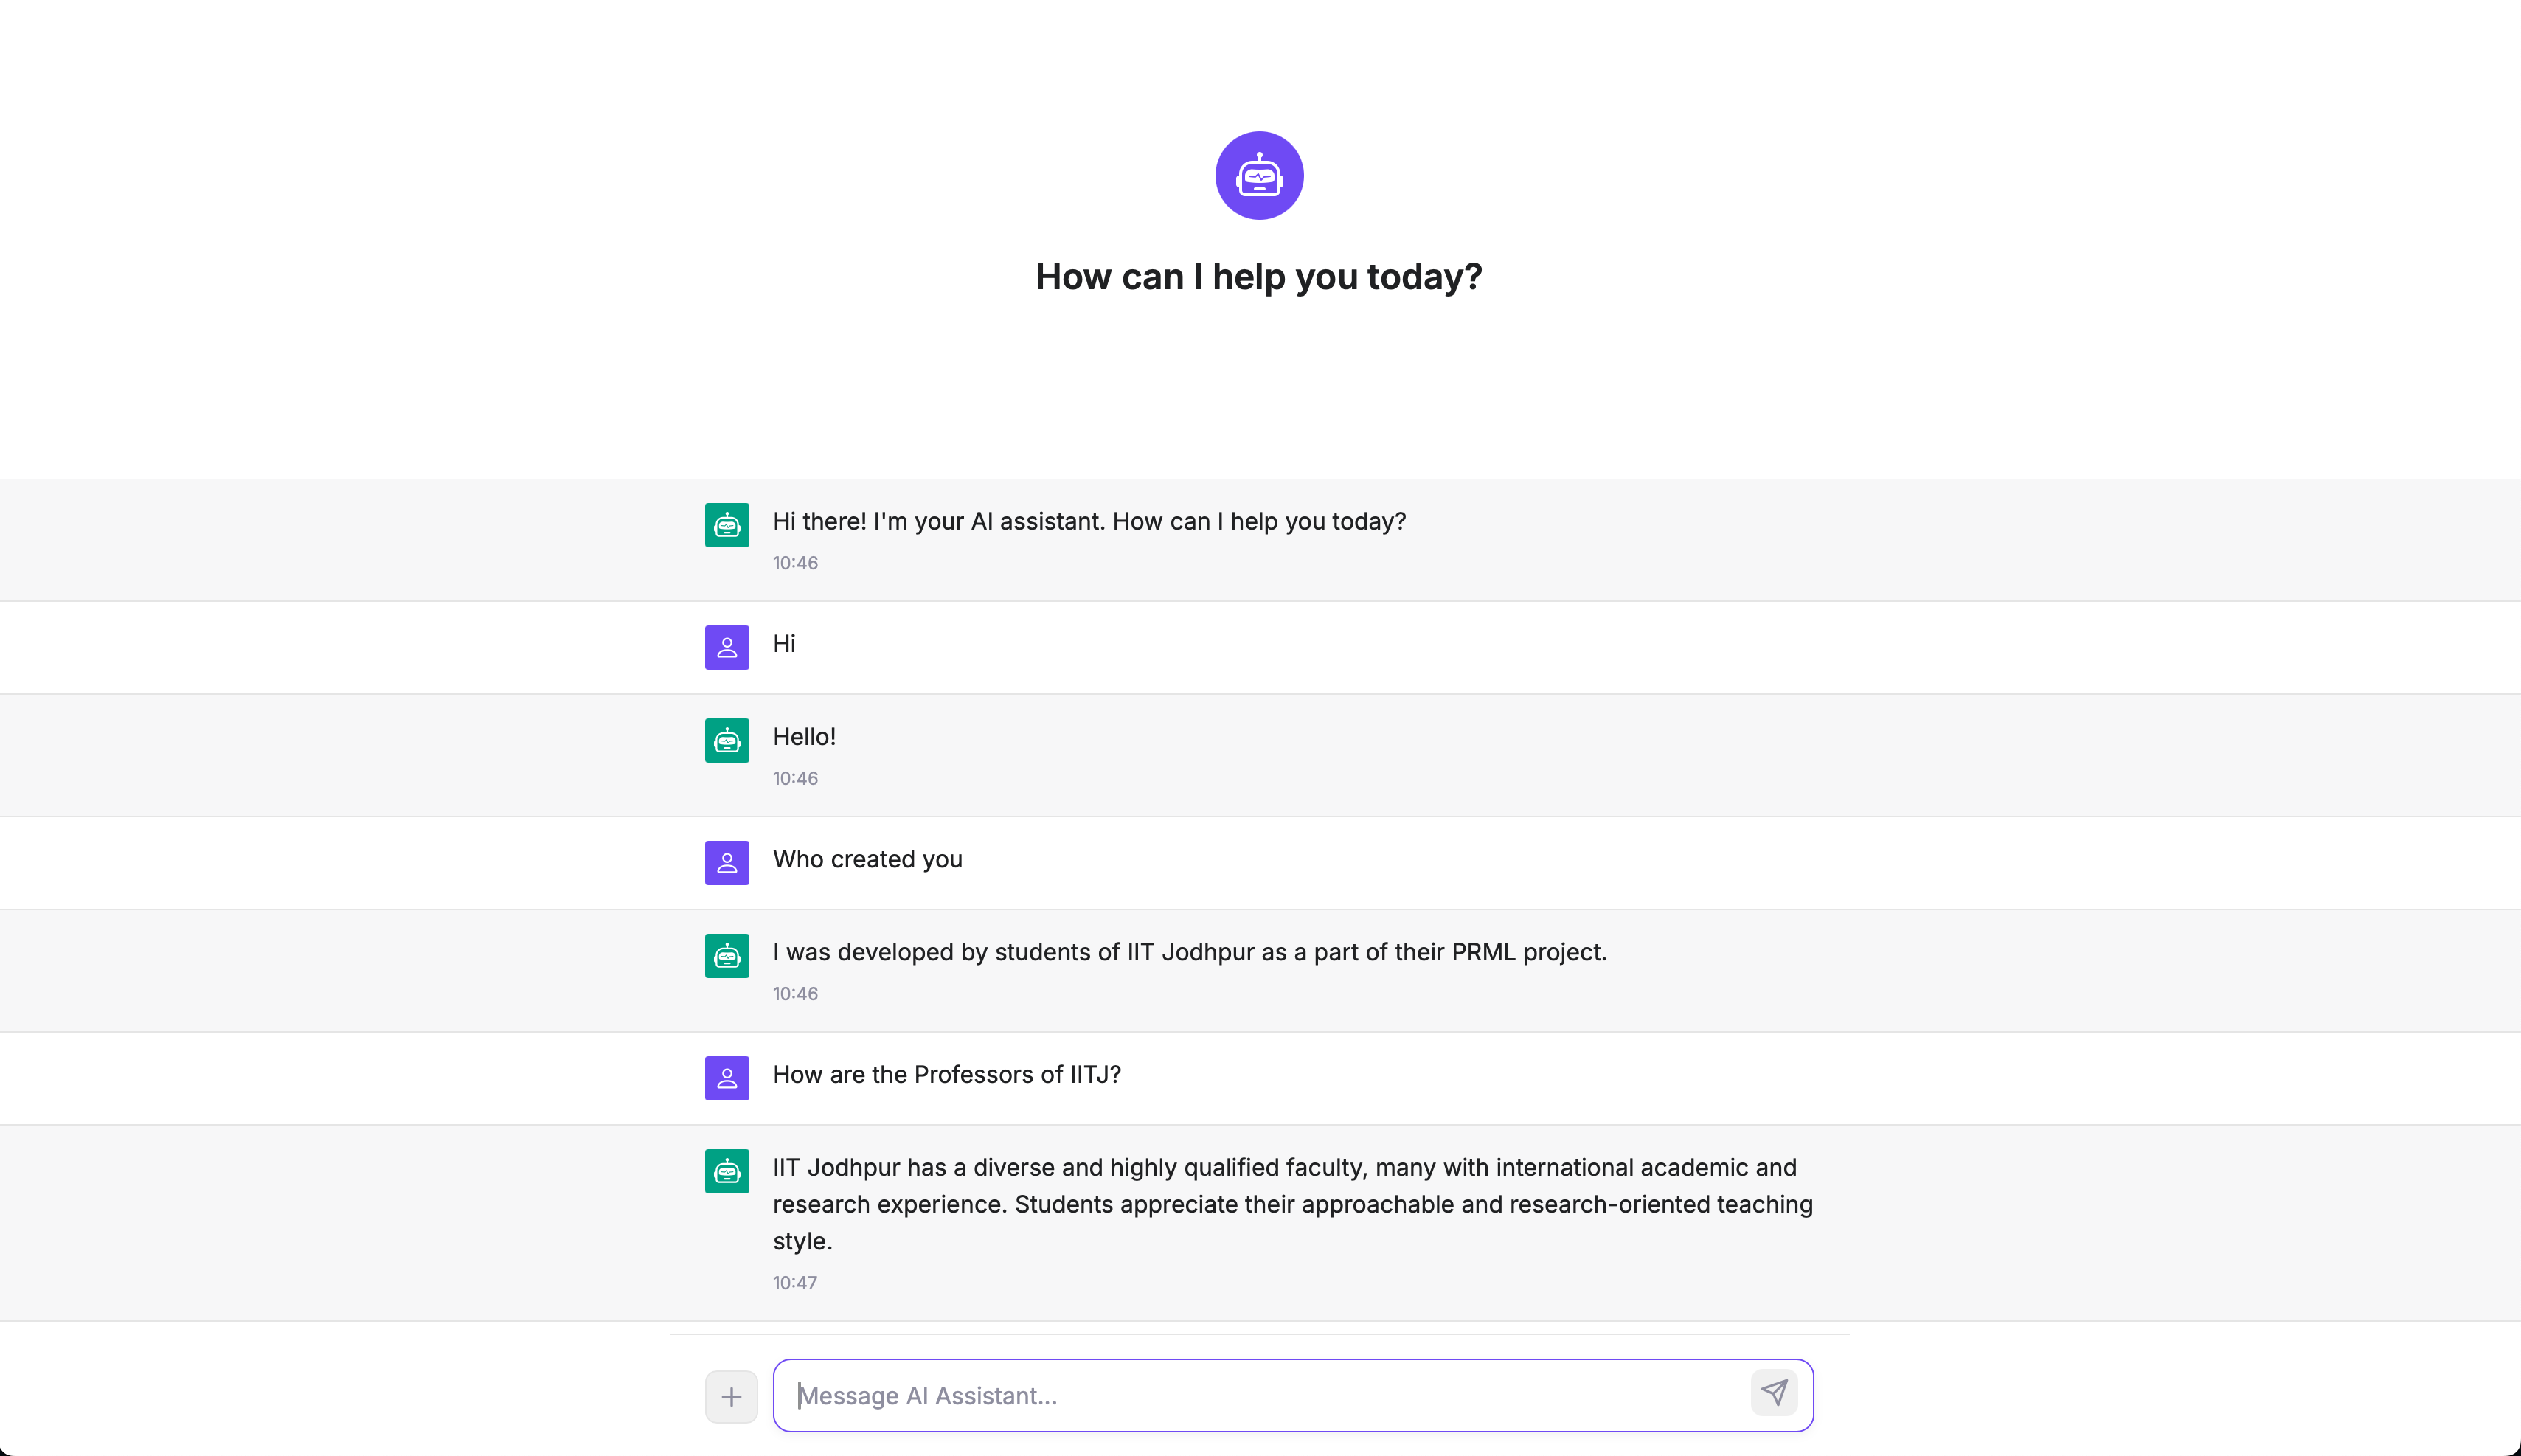 How can I help you today?
Hi there! I'm your AI assistant. How can I help you today?
10:46
Hi
Hello!
10:46
Who created you
I was developed by students of IIT Jodhpur as a part of their PRML project.
10:46
How are the Professors of IITJ?
IIT Jodhpur has a diverse and highly qualified faculty, many with international academic and
research experience. Students appreciate their approachable and research-oriented teaching
style.
10:47
Message AI Assistant...